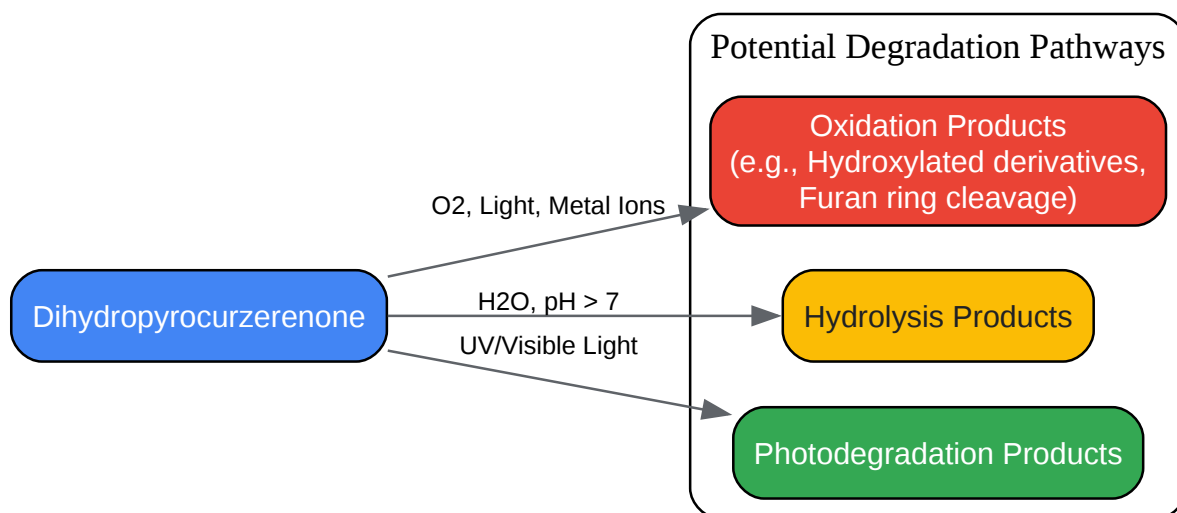 Potential Degradation Pathways
Oxidation Products
(e.g., Hydroxylated derivatives,
Furan ring cleavage)
O2, Light, Metal Ions
Dihydropyrocurzerenone
H2O, pH > 7
Hydrolysis Products
UV/Visible Light
Photodegradation Products